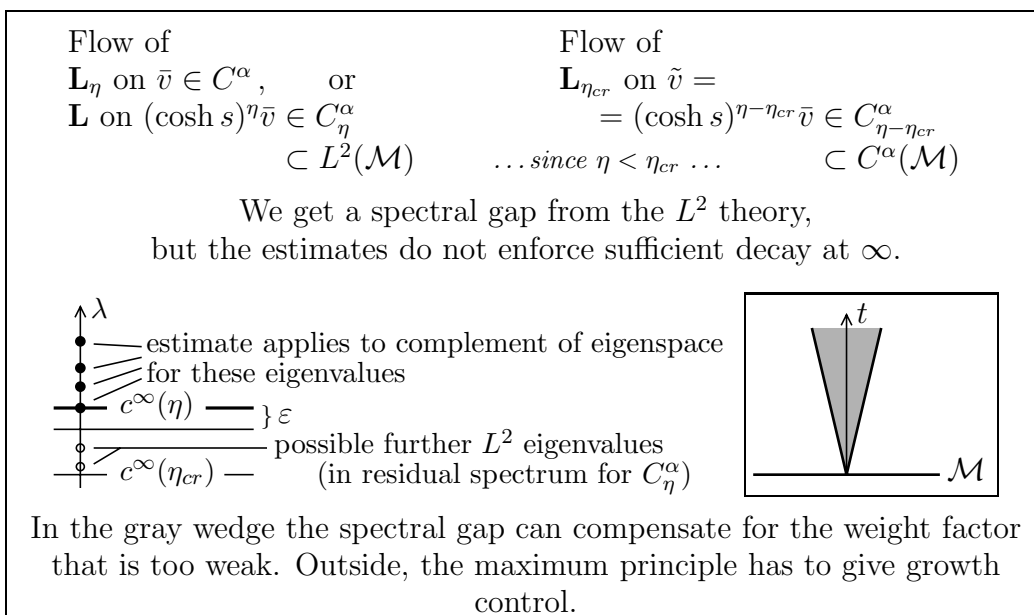 Flow of
L_η on v̄ ∈ C^α , or
L on (cosh s)^η v̄ ∈ C^α_η
⊂ L²(ℳ)
Flow of
L_{η_cr} on ṽ =
= (cosh s)^{η−η_cr} v̄ ∈ C^α_{η−η_cr}
. . . since η < η_cr . . . ⊂ C^α(ℳ)
We get a spectral gap from the L² theory,
but the estimates do not enforce sufficient decay at ∞.
λ
estimate applies to complement of eigenspace
for these eigenvalues
c^∞(η)
} ε
possible further L² eigenvalues
c^∞(η_cr) (in residual spectrum for C^α_η)
t
ℳ
In the gray wedge the spectral gap can compensate for the weight factor
that is too weak. Outside, the maximum principle has to give growth
control.